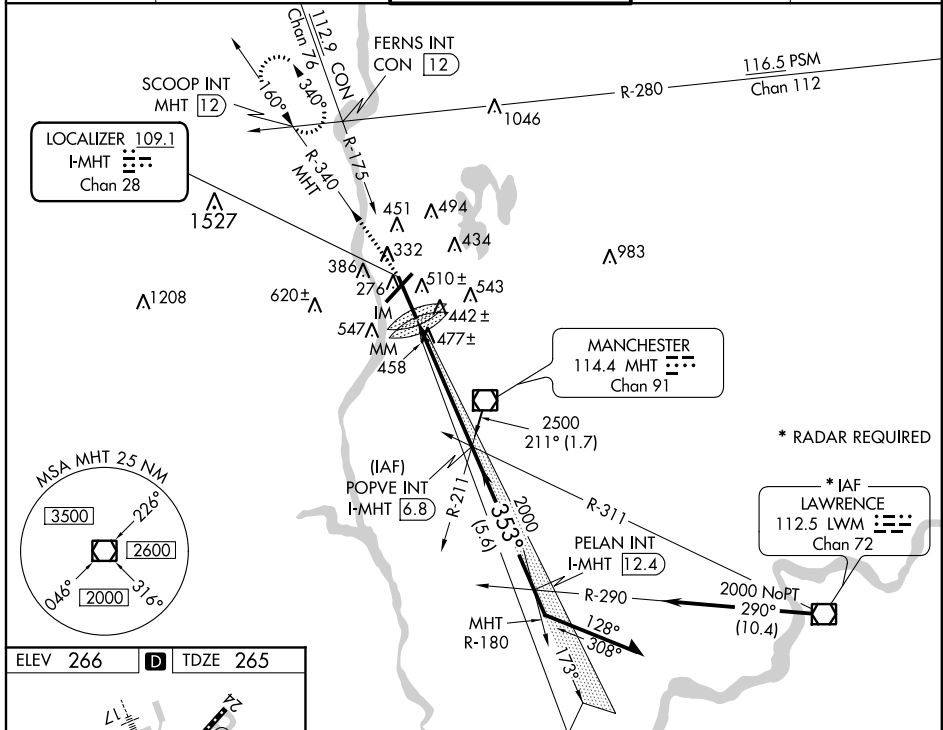 112.9 CON
Chan 76
FERNS INT
CON 12
116.5 PSM
Chan 112
R-280
SCOOP INT
MHT 12
160°
340°
1046
LOCALIZER 109.1
I-MHT
Chan 28
R-340
MHT
R-175
1527
451
494
332
434
983
386
276
510±
543
1208
620±
IM
442±
547
477±
MM
458
MANCHESTER
114.4 MHT
Chan 91
2500
211° (1.7)
* RADAR REQUIRED
MSA MHT 25 NM
(IAF)
POPVE INT
I-MHT 6.8
R-211
2000
353°
(5.6)
R-311
* IAF
LAWRENCE
112.5 LWM
Chan 72
3500
226°
2600
046°
316°
2000
PELAN INT
I-MHT 12.4
R-290
2000 NoPT
290°
(10.4)
MHT
R-180
128°
308°
173°
ELEV 266
D
TDZE 265
17
24